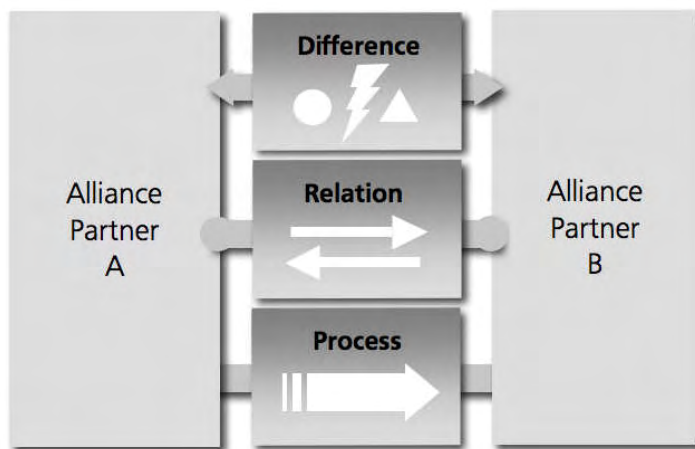 Difference
Alliance
Partner
A
Relation
Alliance
Partner
B
Process